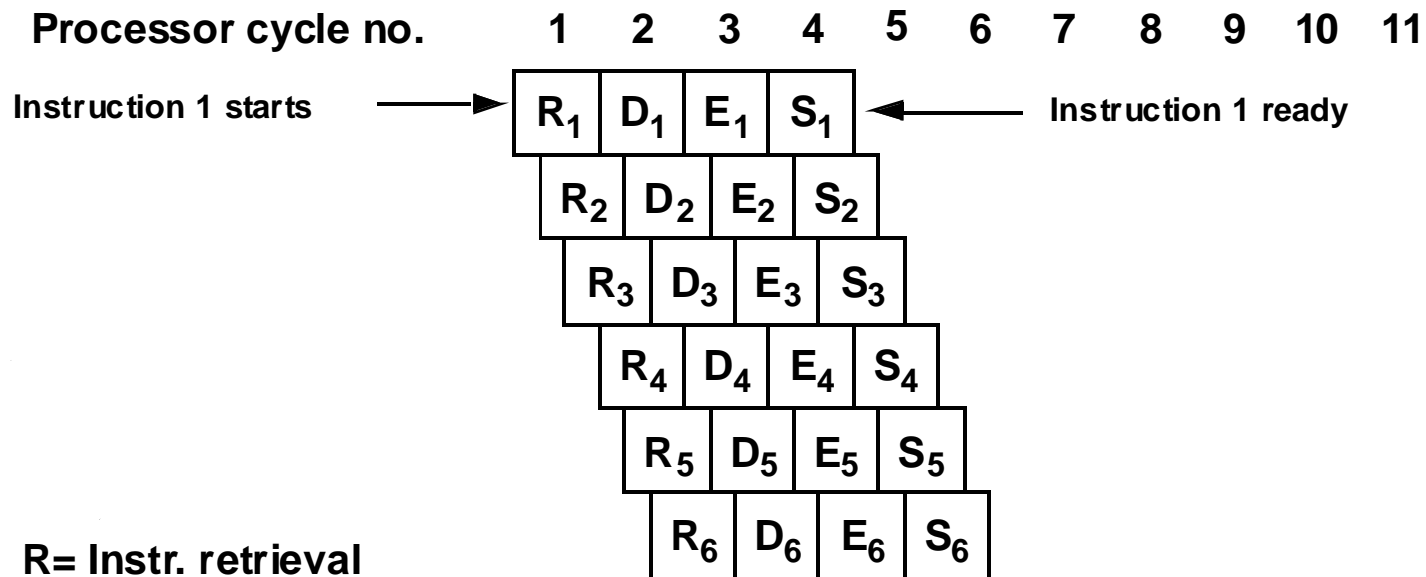 Processor cycle no. 1 2 3 4 5 6 7 8 9 10 11
Instruction 1 starts R₁ D₁ E₁ S₁ Instruction 1 ready
R₂ D₂ E₂ S₂
R₃ D₃ E₃ S₃
R₄ D₄ E₄ S₄
R₅ D₅ E₅ S₅
R₆ D₆ E₆ S₆
R= Instr. retrieval